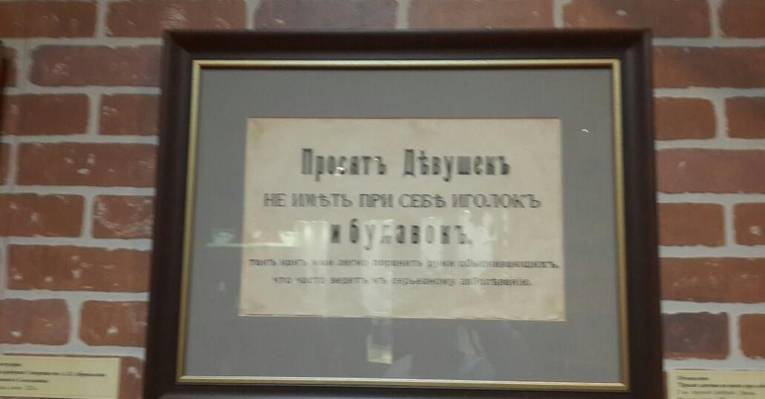 Просятъ Дѣвушекъ
НЕ ИМѢТЬ ПРИ СЕБѢ ИГОЛОКЪ
и булавокъ,
такъ какъ ими легко поранить руки обыскивающихъ,
что часто ведетъ къ серьезному заболѣванію.